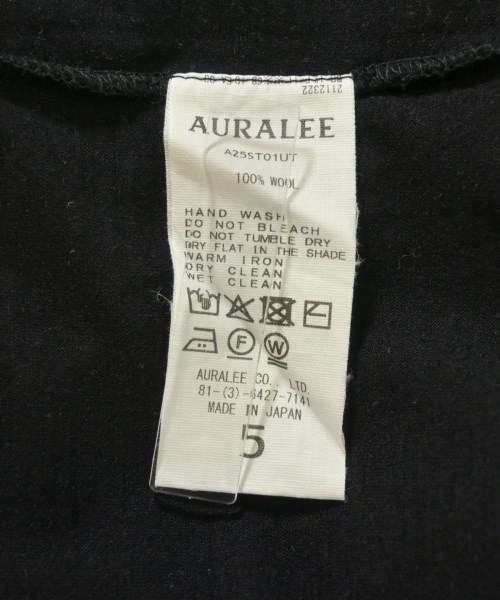 2112322
AURALEE
A25ST01UT
100% WOOL
HAND WASH
DO NOT BLEACH
DO NOT TUMBLE DRY
DRY FLAT IN THE SHADE
WARM IRON
DRY CLEAN
WET CLEAN
F W
AURALEE CO., LTD.
81-(3)-6427-7141
MADE IN JAPAN
5